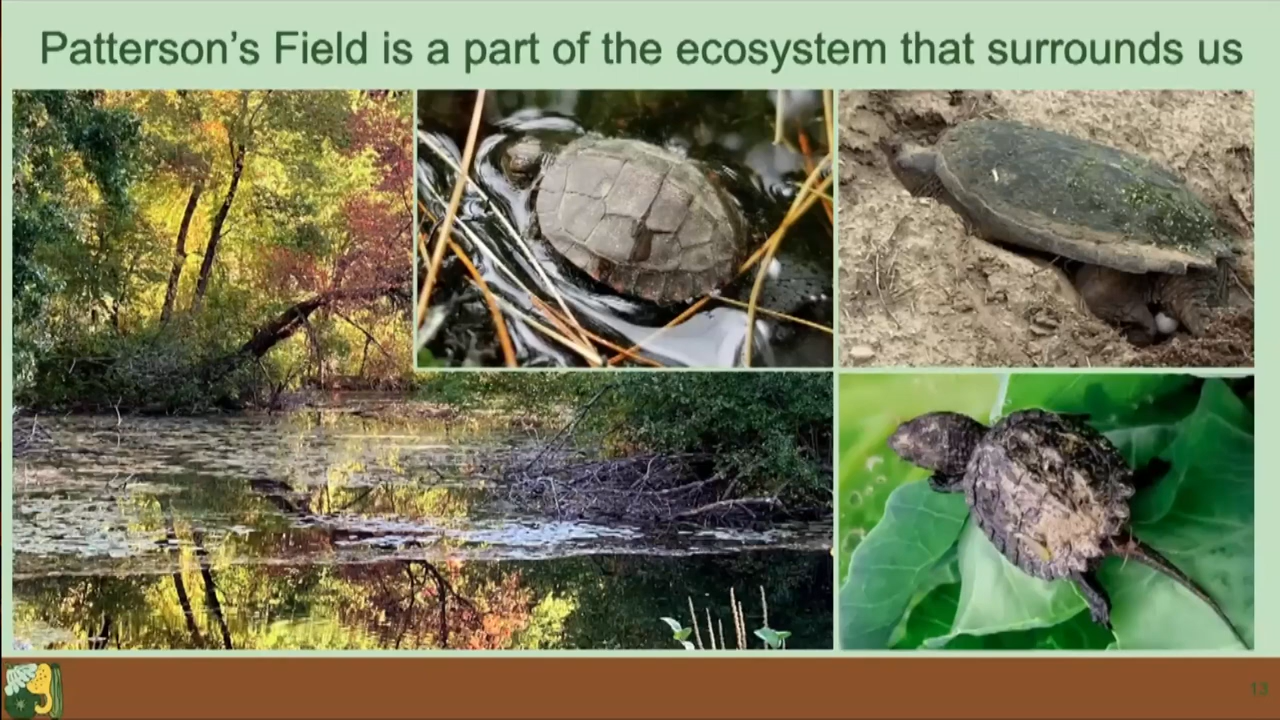 Patterson’s Field is a part of the ecosystem that surrounds us
13